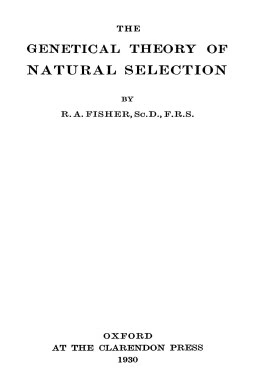 THE
GENETICAL THEORY OF
NATURAL SELECTION
BY
R. A. FISHER, Sc.D., F.R.S.
OXFORD
AT THE CLARENDON PRESS
1930